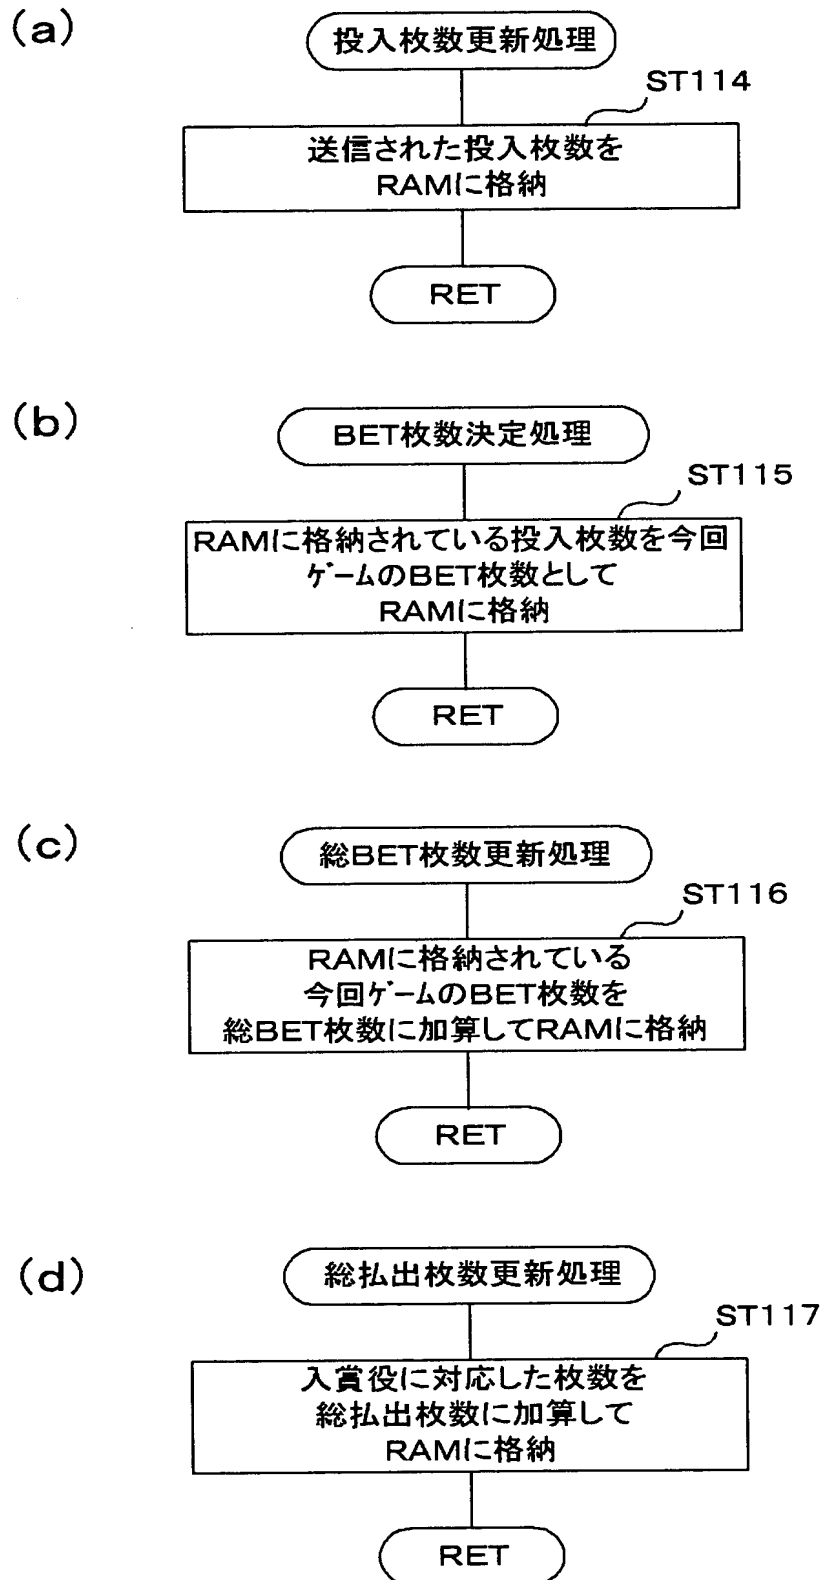 (a)
投入枚数更新処理
ST114
送信された投入枚数を
RAMに格納
RET
(b)
BET枚数決定処理
ST115
RAMに格納されている投入枚数を今回
ゲームのBET枚数として
RAMに格納
RET
(c)
総BET枚数更新処理
ST116
RAMに格納されている
今回ゲームのBET枚数を
総BET枚数に加算してRAMに格納
RET
(d)
総払出枚数更新処理
ST117
入賞役に対応した枚数を
総払出枚数に加算して
RAMに格納
RET